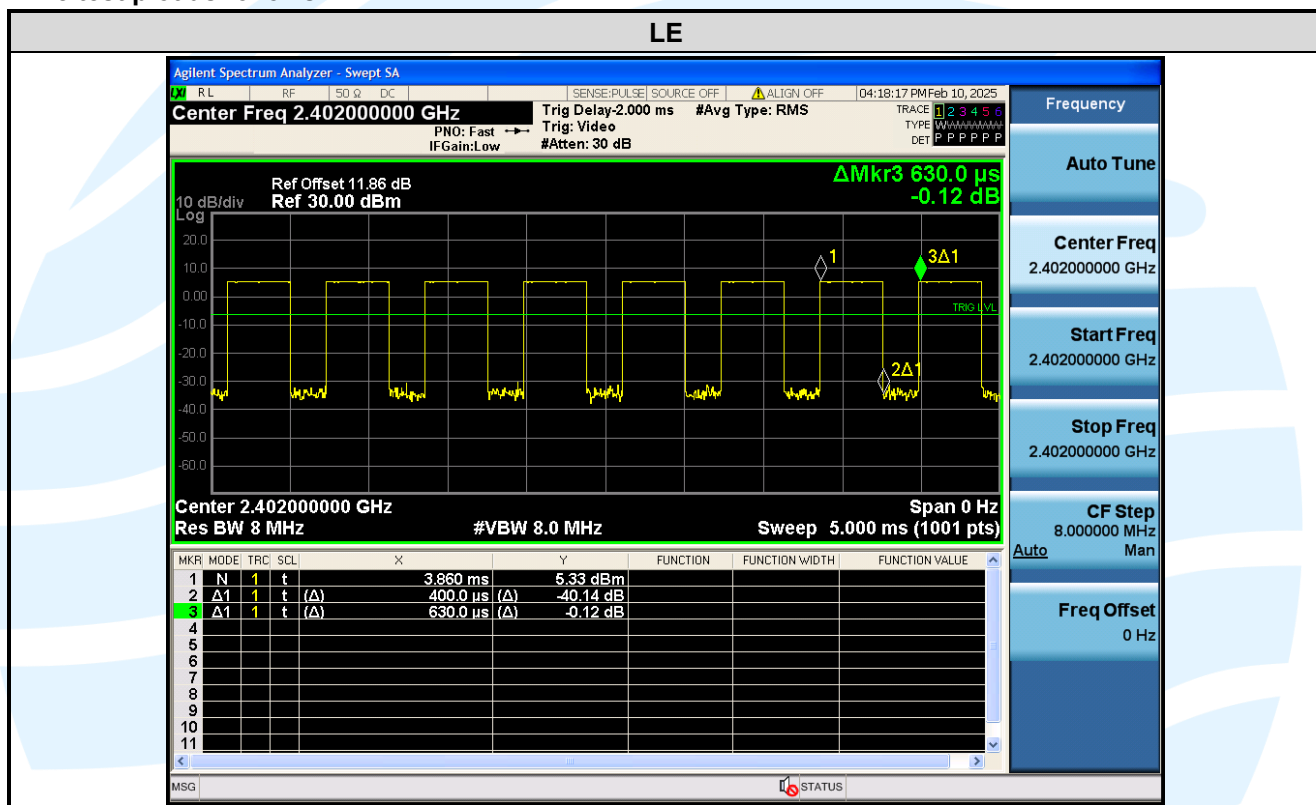 LE
Agilent Spectrum Analyzer - Swept SA
LXI RL RF 50 Ω DC SENSE:PULSE SOURCE OFF ALIGN OFF 04:18:17 PM Feb 10, 2025
Center Freq 2.402000000 GHz
PNO: Fast
IFGain:Low
Trig Delay-2.000 ms #Avg Type: RMS
Trig: Video
#Atten: 30 dB
TRACE 1 2 3 4 5 6
TYPE WWWWWW
DET P P P P P P
ΔMkr3 630.0 µs
-0.12 dB
Ref Offset 11.86 dB
10 dB/div Ref 30.00 dBm
Log
20.0
10.0
0.00
-10.0
-20.0
-30.0
-40.0
-50.0
-60.0
1
3Δ1
TRIG LVL
2Δ1
Center 2.402000000 GHz Span 0 Hz
Res BW 8 MHz #VBW 8.0 MHz Sweep 5.000 ms (1001 pts)
MKR MODE TRC SCL X Y FUNCTION FUNCTION WIDTH FUNCTION VALUE
1 N 1 t 3.860 ms 5.33 dBm
2 Δ1 1 t (Δ) 400.0 µs (Δ) -40.14 dB
3 Δ1 1 t (Δ) 630.0 µs (Δ) -0.12 dB
4
5
6
7
8
9
10
11
MSG STATUS
Frequency
Auto Tune
Center Freq
2.402000000 GHz
Start Freq
2.402000000 GHz
Stop Freq
2.402000000 GHz
CF Step
8.000000 MHz
Auto Man
Freq Offset
0 Hz